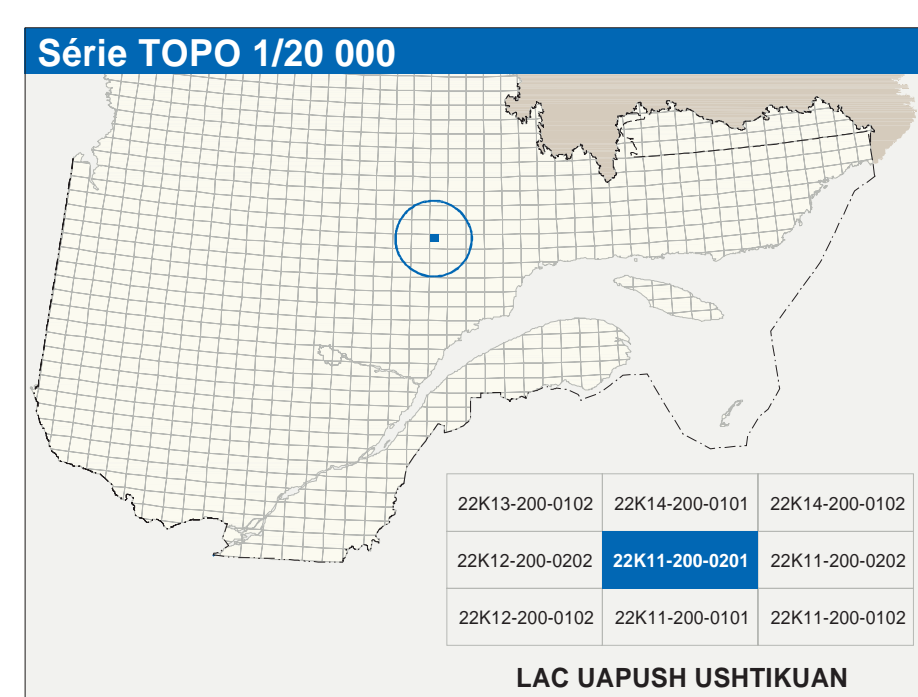 Série TOPO 1/20 000
22K13-200-0102 22K14-200-0101 22K14-200-0102
22K12-200-0202 22K11-200-0201 22K11-200-0202
22K12-200-0102 22K11-200-0101 22K11-200-0102
LAC UAPUSH USHTIKUAN